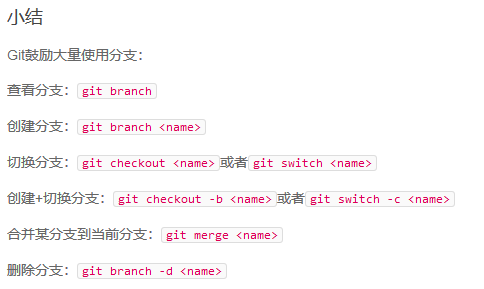 小结
Git鼓励大量使用分支：
查看分支：git branch
创建分支：git branch <name>
切换分支：git checkout <name>或者git switch <name>
创建+切换分支：git checkout -b <name>或者git switch -c <name>
合并某分支到当前分支：git merge <name>
删除分支：git branch -d <name>